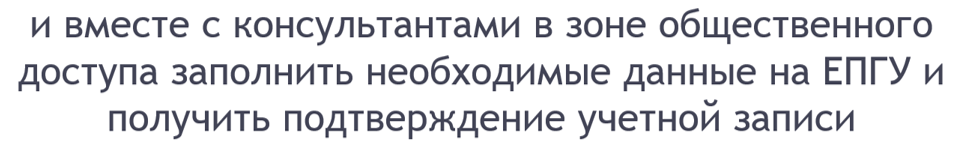 и вместе с консультантами в зоне общественного
доступа заполнить необходимые данные на ЕПГУ и
получить подтверждение учетной записи